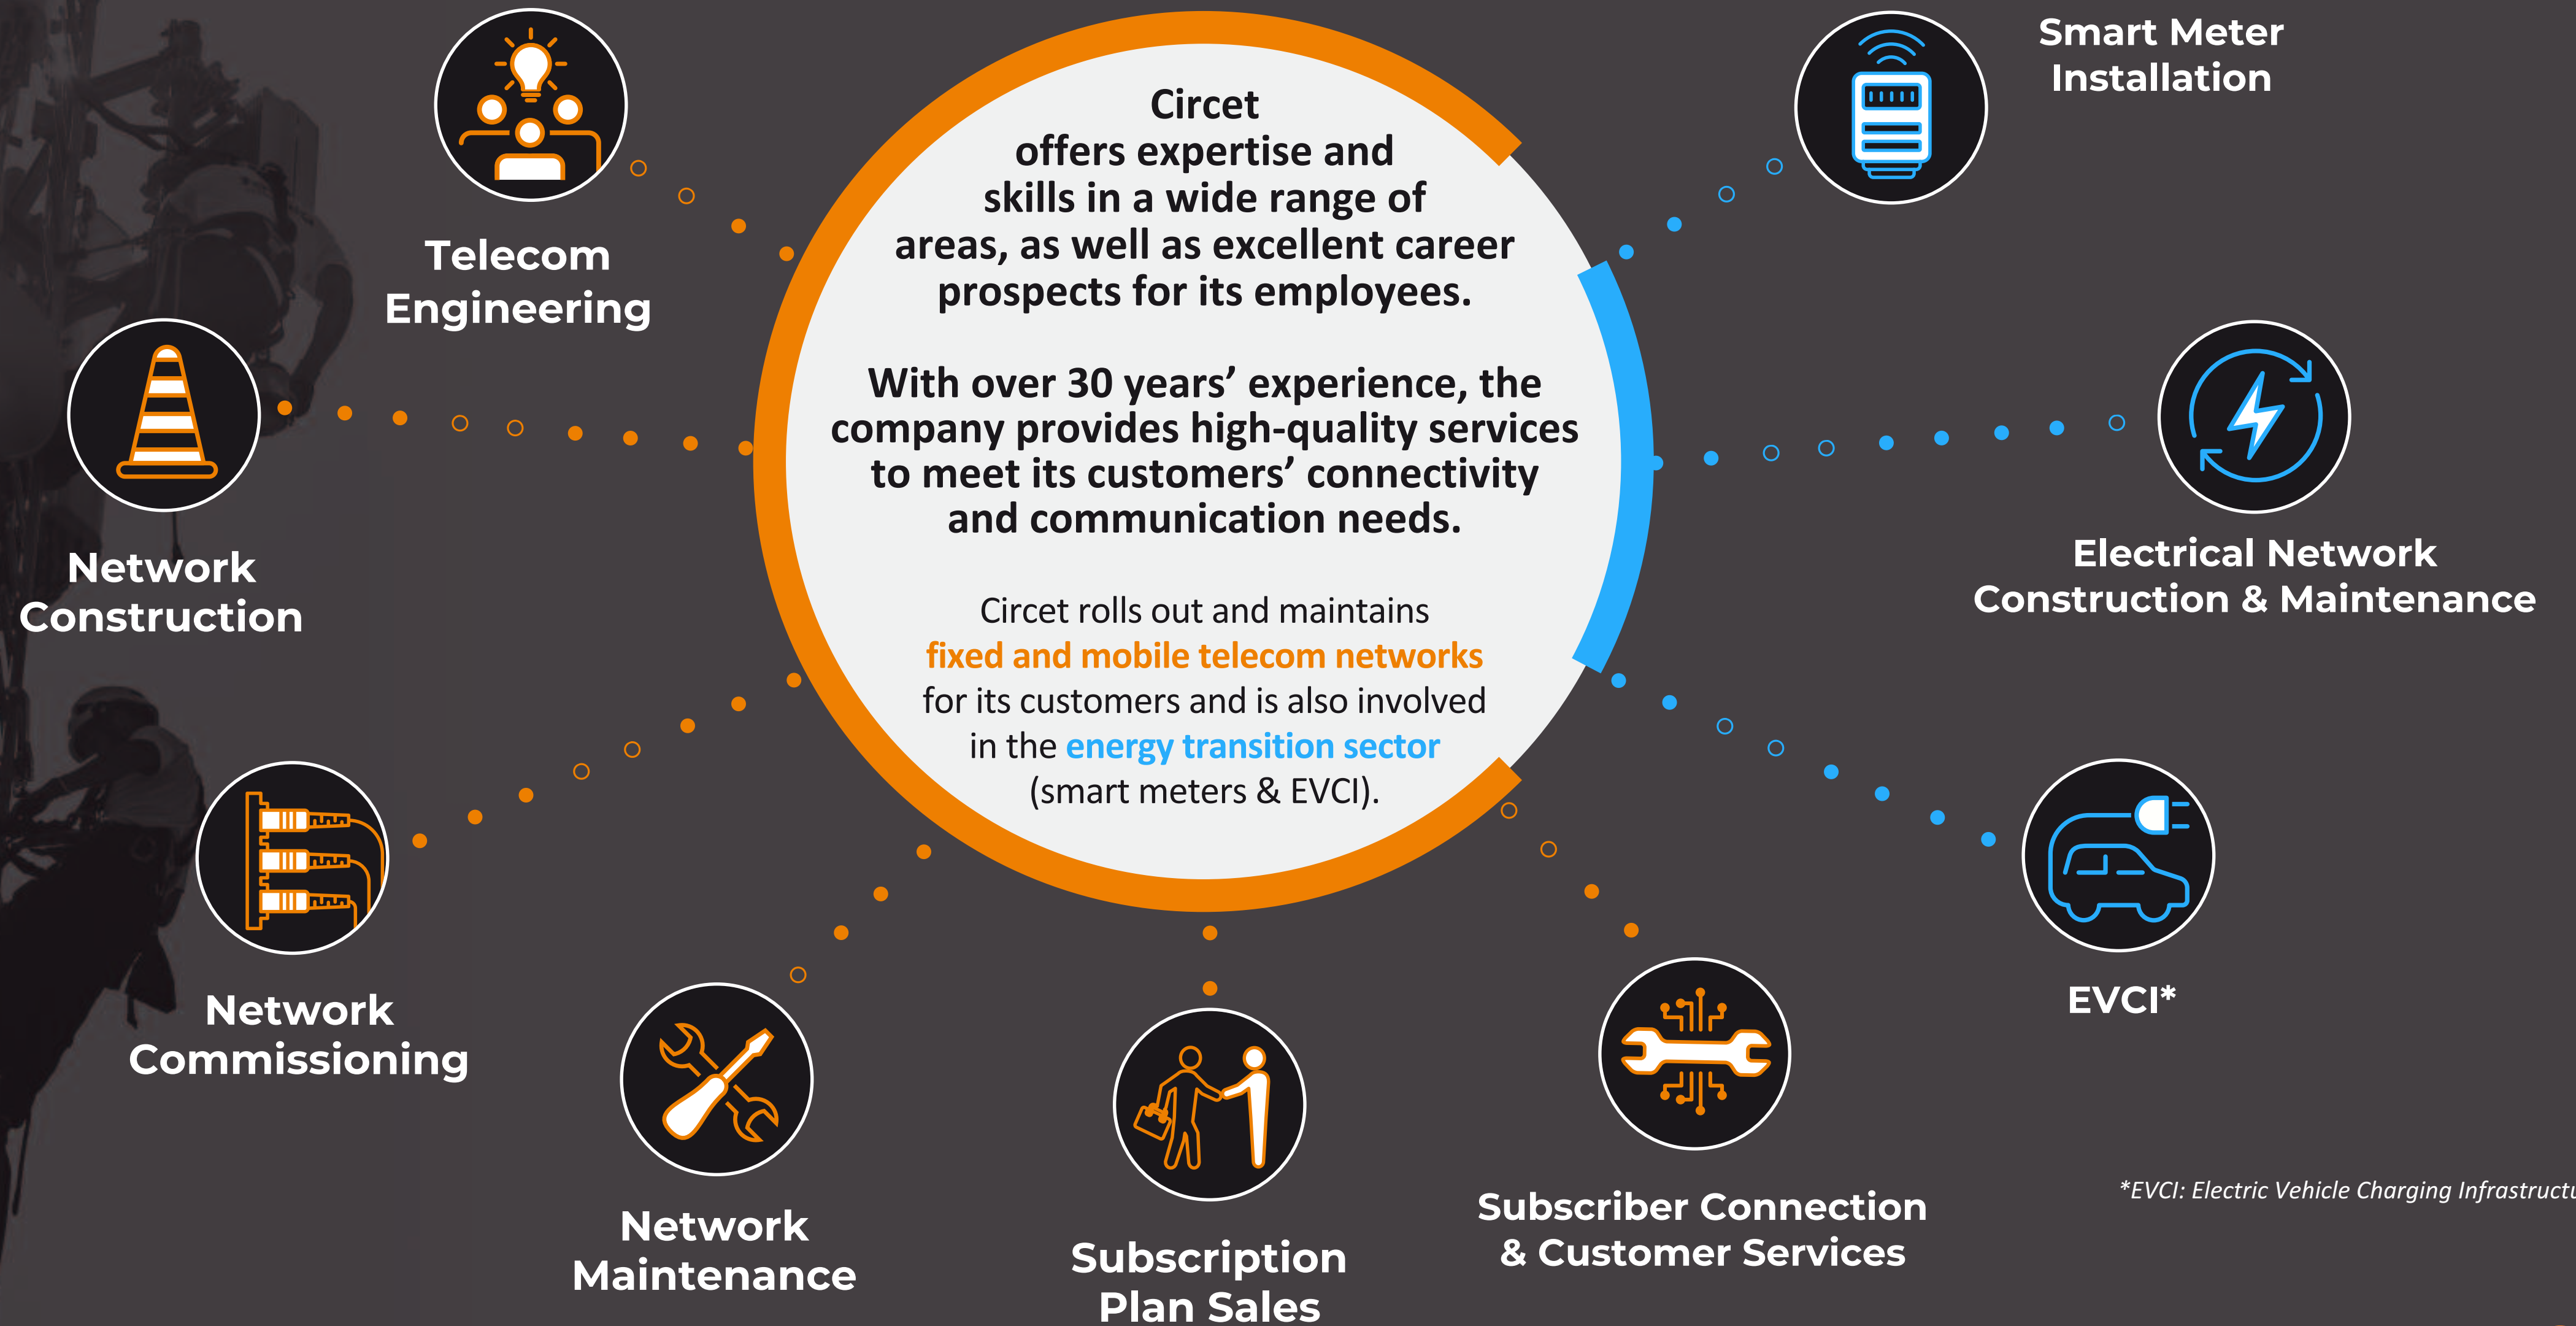 Smart Meter
Installation
Circet
offers expertise and
skills in a wide range of
areas, as well as excellent career
prospects for its employees.
With over 30 years’ experience, the
company provides high-quality services
to meet its customers’ connectivity
and communication needs.
Circet rolls out and maintains
fixed and mobile telecom networks
for its customers and is also involved
in the energy transition sector
(smart meters & EVCI).
Telecom
Engineering
Network
Construction
Electrical Network
Construction & Maintenance
Network
Commissioning
EVCI*
Network
Maintenance
Subscription
Plan Sales
Subscriber Connection
& Customer Services
*EVCI: Electric Vehicle Charging